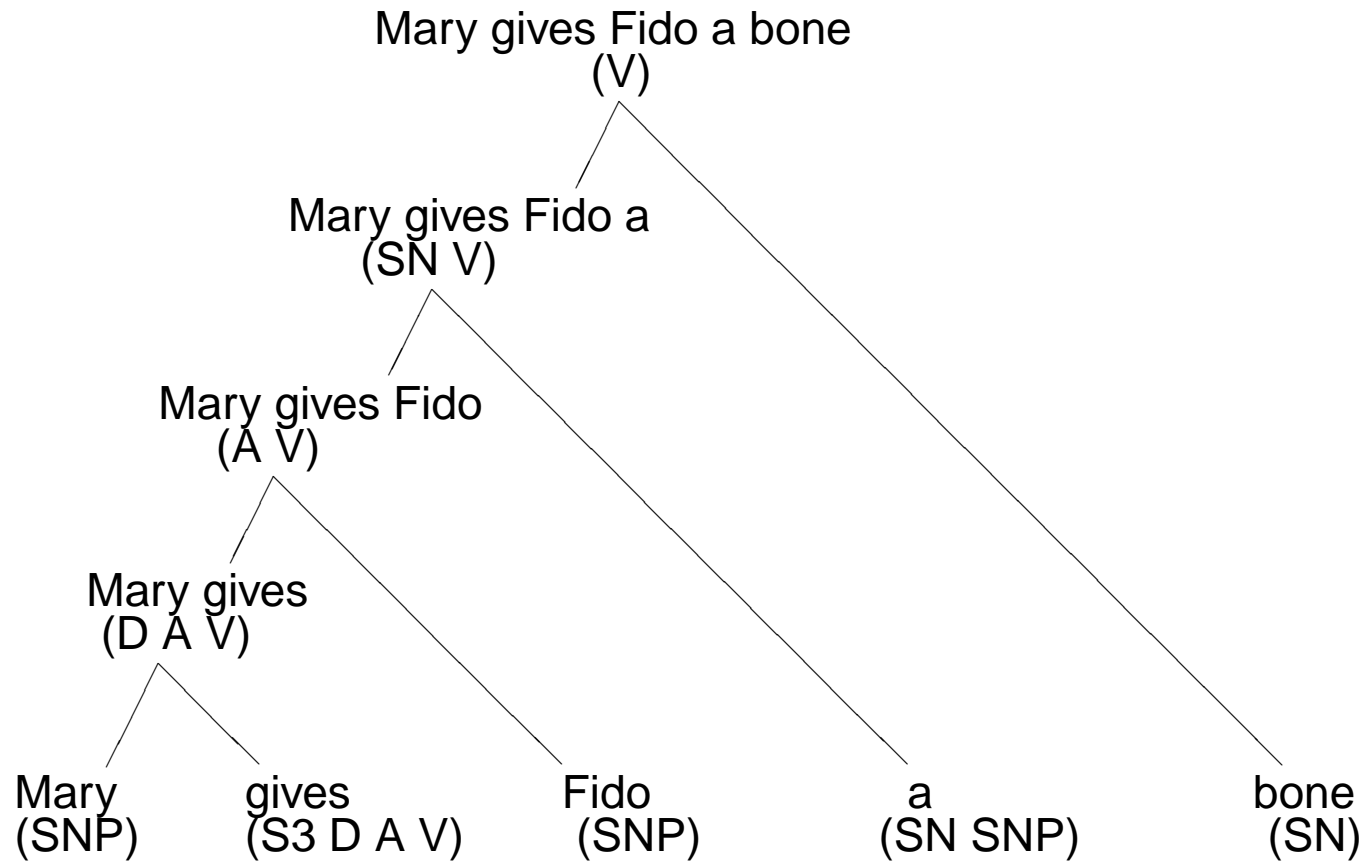 Mary gives Fido a bone
(V)
Mary gives Fido a
(SN V)
Mary gives Fido
(A V)
Mary gives
(D A V)
Mary gives Fido a bone
(SNP) (S3 D A V) (SNP) (SN SNP) (SN)